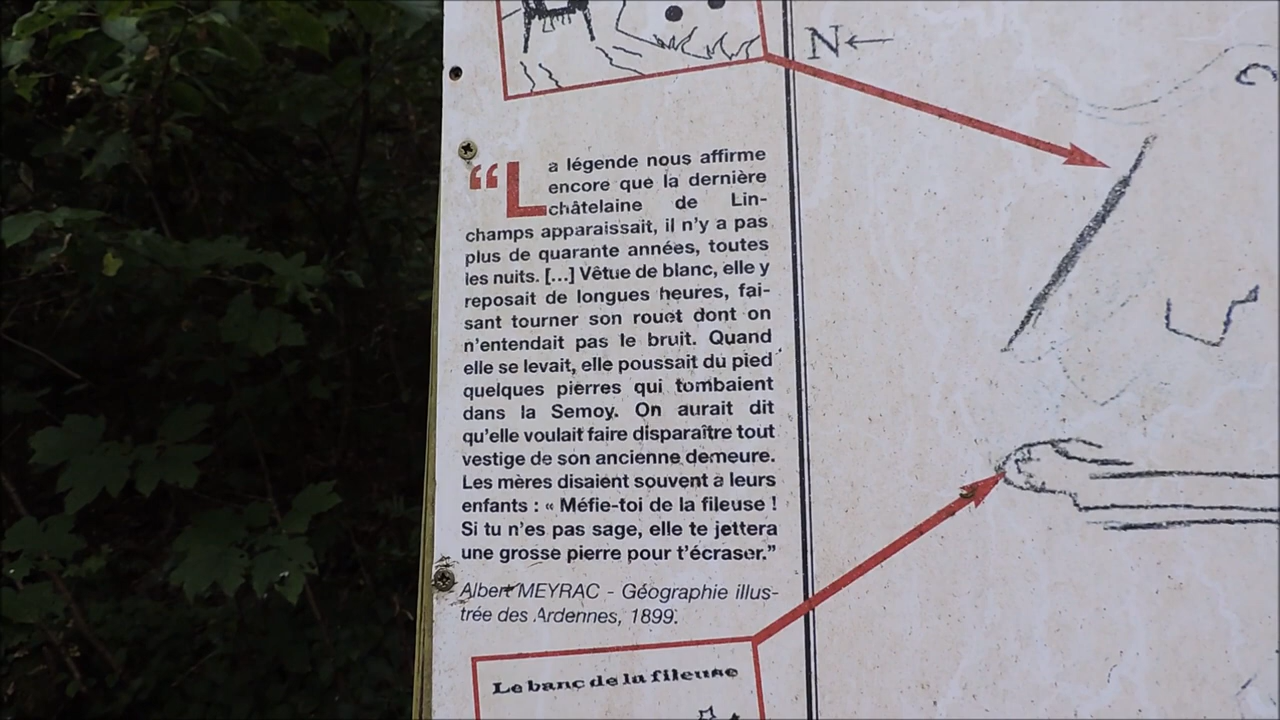 N←
“La légende nous affirme
encore que la dernière
châtelaine de Lin-
champs apparaissait, il n'y a pas
plus de quarante années, toutes
les nuits. [...] Vêtue de blanc, elle y
reposait de longues heures, fai-
sant tourner son rouet dont on
n'entendait pas le bruit. Quand
elle se levait, elle poussait du pied
quelques pierres qui tombaient
dans la Semoy. On aurait dit
qu'elle voulait faire disparaître tout
vestige de son ancienne demeure.
Les mères disaient souvent a leurs
enfants : « Méfie-toi de la fileuse !
Si tu n'es pas sage, elle te jettera
une grosse pierre pour t'écraser.”
Albert MEYRAC - Géographie illus-
trée des Ardennes, 1899.
Le banc de la fileuse